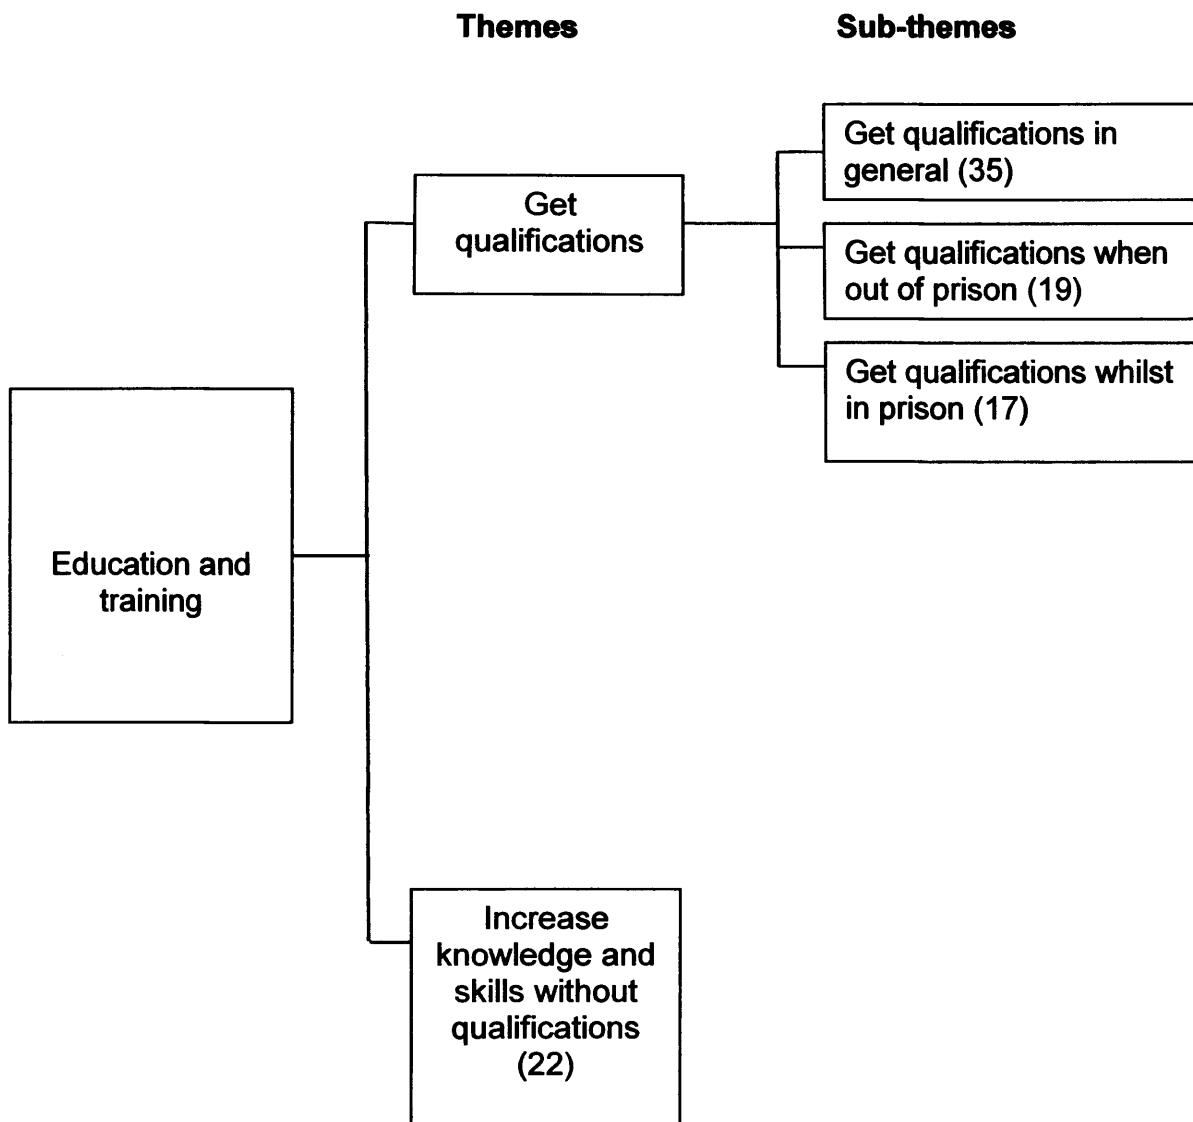 Themes
Sub-themes
Get qualifications in
general (35)
Get
qualifications
Get qualifications when
out of prison (19)
Get qualifications whilst
in prison (17)
Education and
training
Increase
knowledge and
skills without
qualifications
(22)